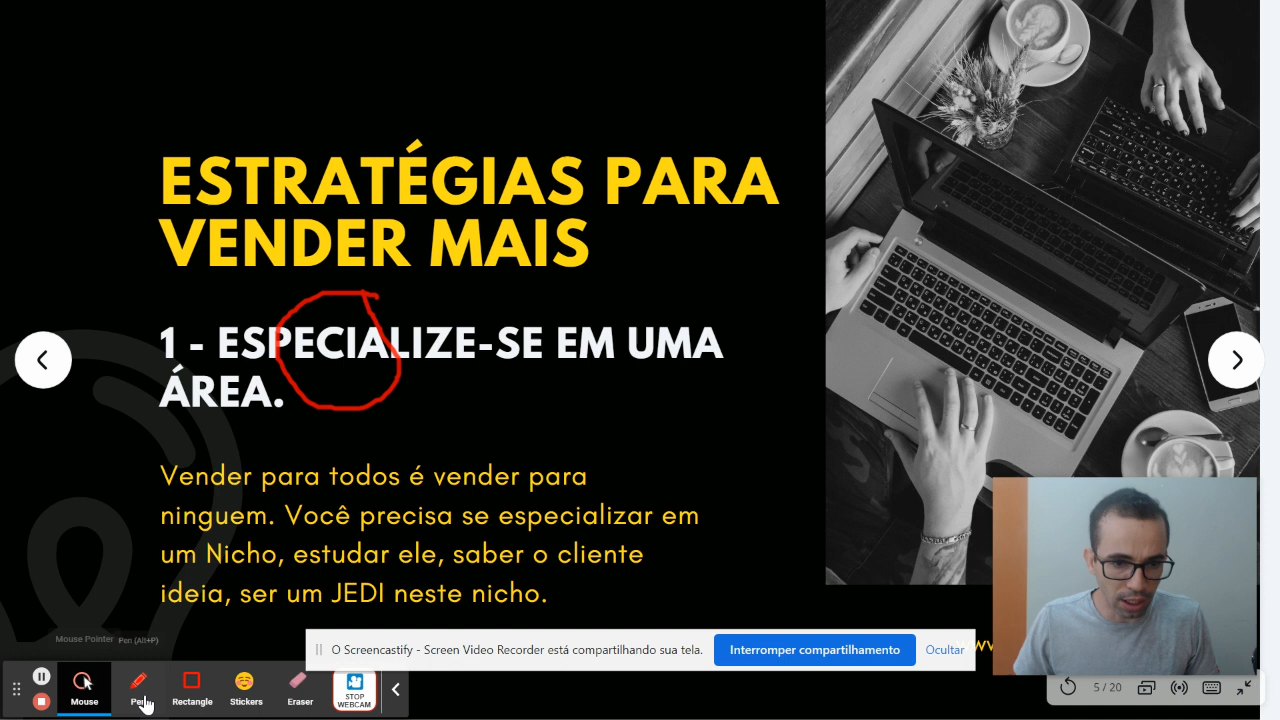 ESTRATÉGIAS PARA
VENDER MAIS
1 - ESPECIALIZE-SE EM UMA
ÁREA.
Vender para todos é vender para
ninguem. Você precisa se especializar em
um Nicho, estudar ele, saber o cliente
ideia, ser um JEDI neste nicho.
Mouse Pointer
Pen (Alt+P)
O Screencastify - Screen Video Recorder está compartilhando sua tela.
Interromper compartilhamento
Ocultar
Mouse
Rectangle
Stickers
Eraser
STOP
WEBCAM
5 / 20